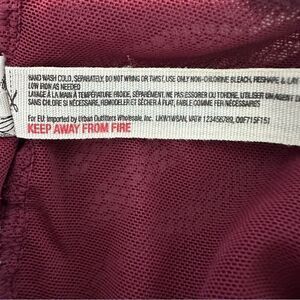 HAND WASH COLD, SEPARATELY, DO NOT WRING OR TWIST, USE ONLY NON-CHLORINE BLEACH, RESHAPE & LA
LOW IRON AS NEEDED
LAVAGE À LA MAIN À TEMPÉRATURE FROIDE, SÉPARÉMENT, NE PAS ESSORER OU TORDRE, UTILISER UN AGENT
SANS CHLORE SI NÉCESSAIRE, REMODELER ET SÉCHER À PLAT, FAIBLE COMME FER NÉCESSAIRES
For EU: Imported by Urban Outfitters Wholesale, Inc. VAT# 123456789,
KEEP AWAY FROM FIRE